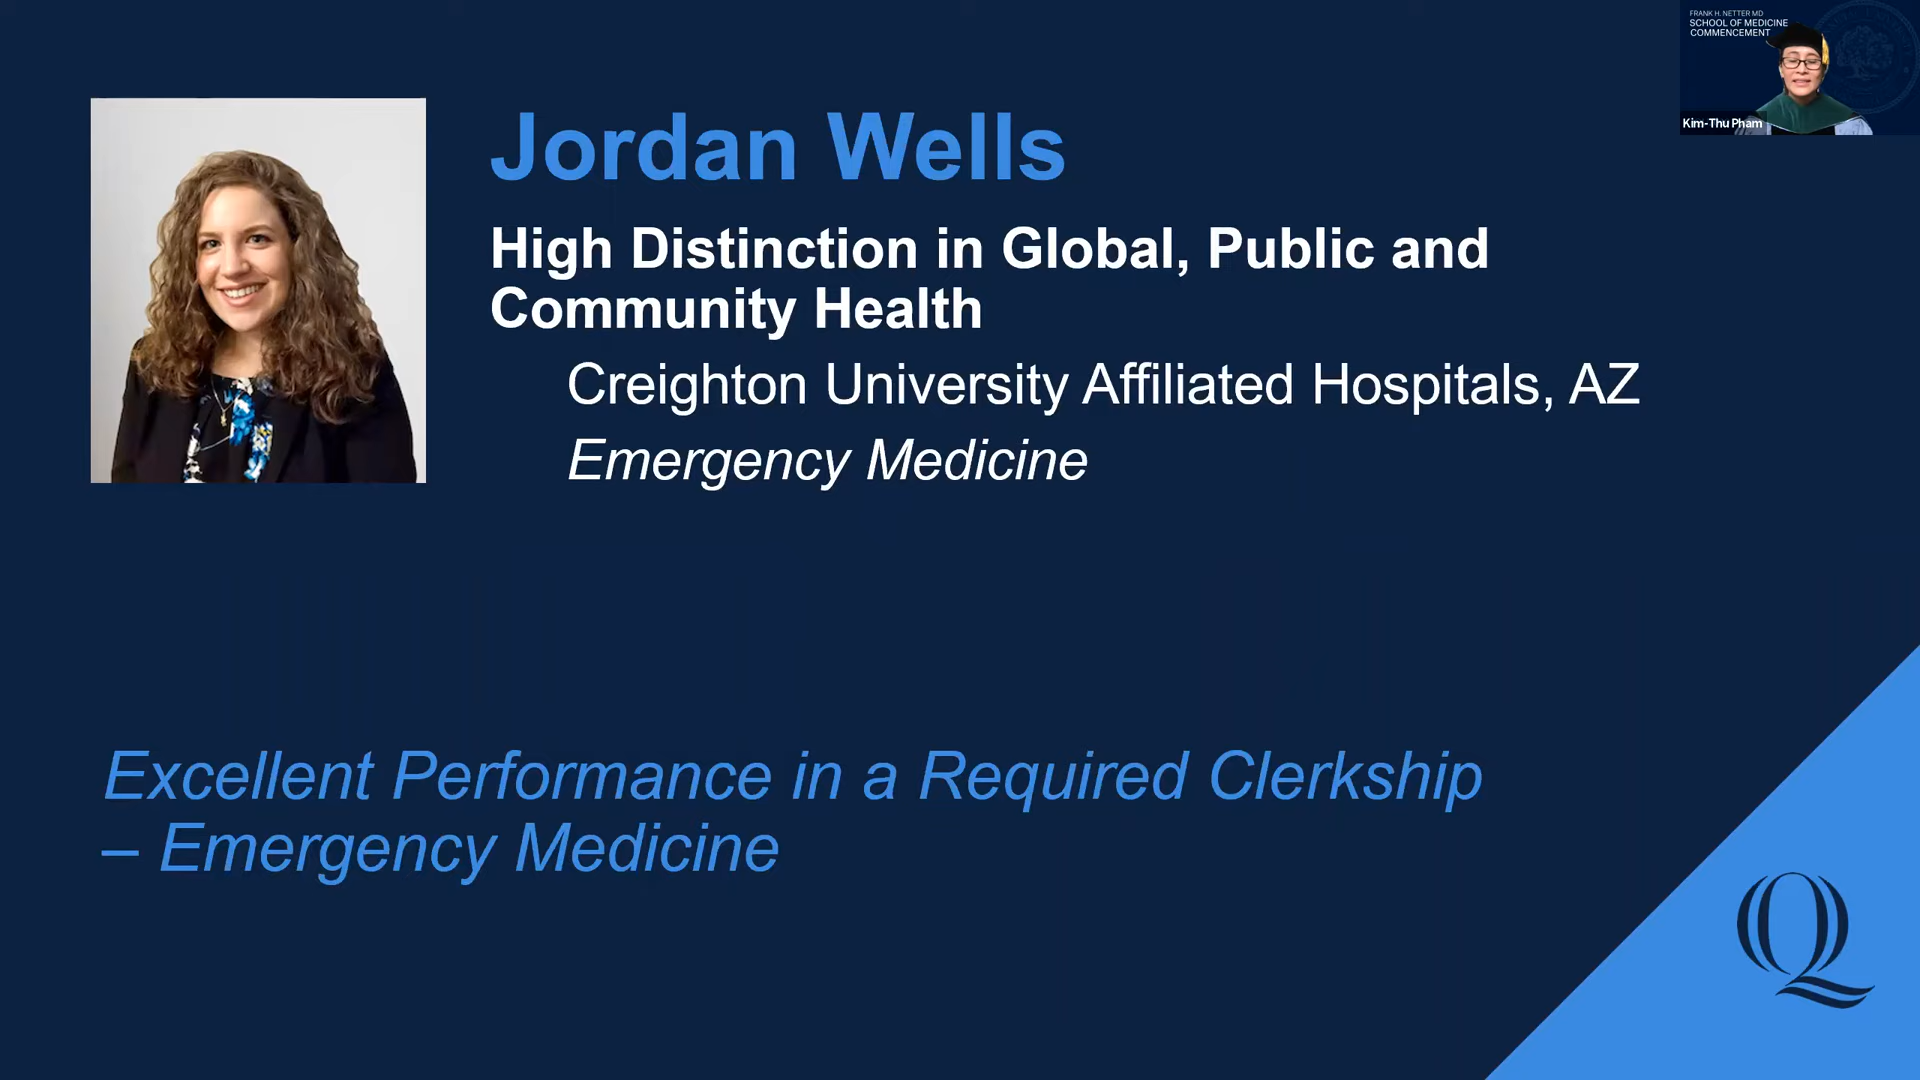 FRANK H. NETTER MD
SCHOOL OF MEDICINE
COMMENCEMENT
Kim-Thu Pham
Jordan Wells
High Distinction in Global, Public and
Community Health
Creighton University Affiliated Hospitals, AZ
Emergency Medicine
Excellent Performance in a Required Clerkship
– Emergency Medicine
Q